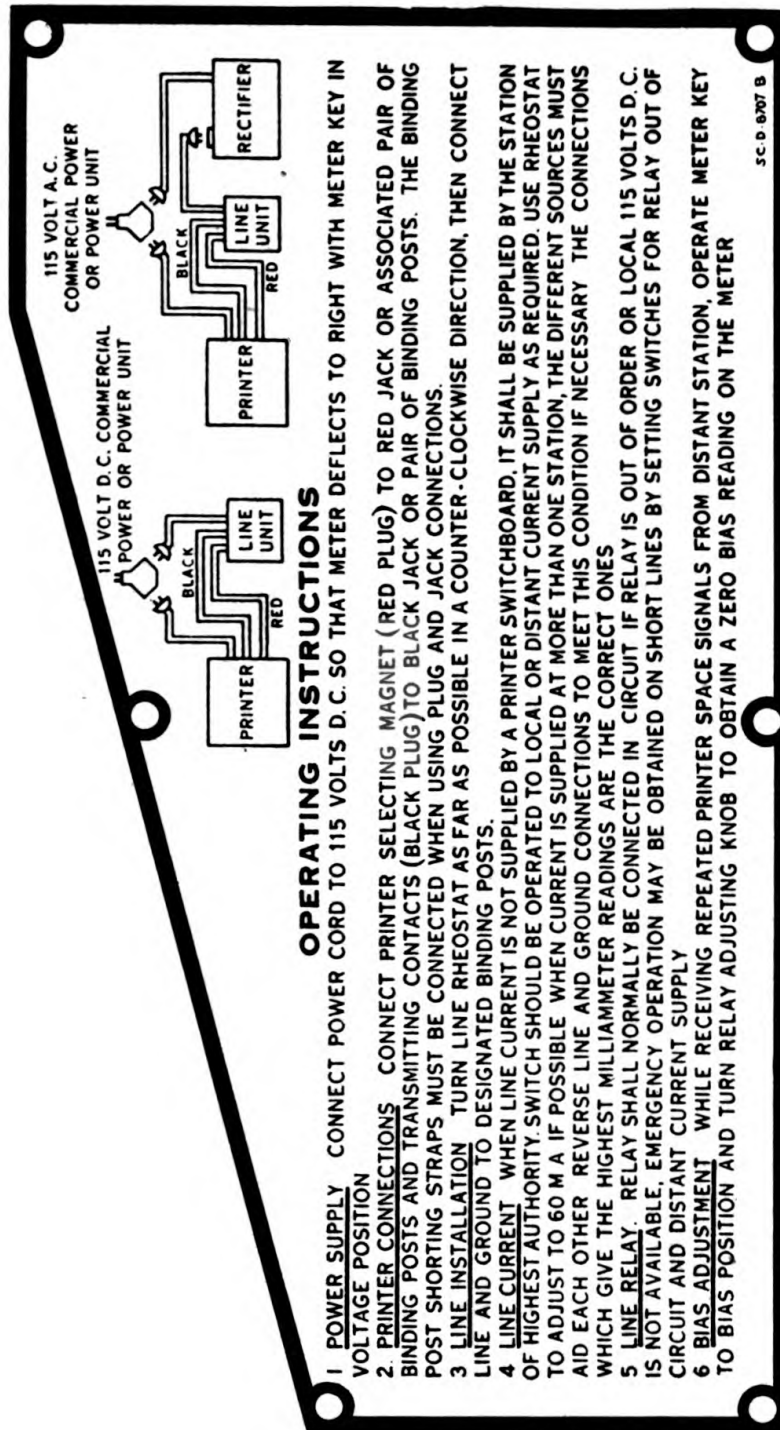 115 VOLT D.C. COMMERCIAL
POWER OR POWER UNIT
BLACK
PRINTER
LINE
UNIT
RED
115 VOLT A.C.
COMMERCIAL POWER
OR POWER UNIT
BLACK
PRINTER
LINE
UNIT
RED
RECTIFIER
OPERATING INSTRUCTIONS
1 POWER SUPPLY CONNECT POWER CORD TO 115 VOLTS D.C. SO THAT METER DEFLECTS TO RIGHT WITH METER KEY IN
VOLTAGE POSITION
2. PRINTER CONNECTIONS CONNECT PRINTER SELECTING MAGNET (RED PLUG) TO RED JACK OR ASSOCIATED PAIR OF
BINDING POSTS AND TRANSMITTING CONTACTS (BLACK PLUG) TO BLACK JACK OR PAIR OF BINDING POSTS. THE BINDING
POST SHORTING STRAPS MUST BE CONNECTED WHEN USING PLUG AND JACK CONNECTIONS.
3 LINE INSTALLATION TURN LINE RHEOSTAT AS FAR AS POSSIBLE IN A COUNTER-CLOCKWISE DIRECTION, THEN CONNECT
LINE AND GROUND TO DESIGNATED BINDING POSTS.
4 LINE CURRENT WHEN LINE CURRENT IS NOT SUPPLIED BY A PRINTER SWITCHBOARD, IT SHALL BE SUPPLIED BY THE STATION
OF HIGHEST AUTHORITY. SWITCH SHOULD BE OPERATED TO LOCAL OR DISTANT CURRENT SUPPLY AS REQUIRED. USE RHEOSTAT
TO ADJUST TO 60 M A IF POSSIBLE WHEN CURRENT IS SUPPLIED AT MORE THAN ONE STATION, THE DIFFERENT SOURCES MUST
AID EACH OTHER REVERSE LINE AND GROUND CONNECTIONS TO MEET THIS CONDITION IF NECESSARY THE CONNECTIONS
WHICH GIVE THE HIGHEST MILLIAMMETER READINGS ARE THE CORRECT ONES
5 LINE RELAY. RELAY SHALL NORMALLY BE CONNECTED IN CIRCUIT IF RELAY IS OUT OF ORDER OR LOCAL 115 VOLTS D.C.
IS NOT AVAILABLE, EMERGENCY OPERATION MAY BE OBTAINED ON SHORT LINES BY SETTING SWITCHES FOR RELAY OUT OF
CIRCUIT AND DISTANT CURRENT SUPPLY
6 BIAS ADJUSTMENT WHILE RECEIVING REPEATED PRINTER SPACE SIGNALS FROM DISTANT STATION, OPERATE METER KEY
TO BIAS POSITION AND TURN RELAY ADJUSTING KNOB TO OBTAIN A ZERO BIAS READING ON THE METER
SC-D-8707 B